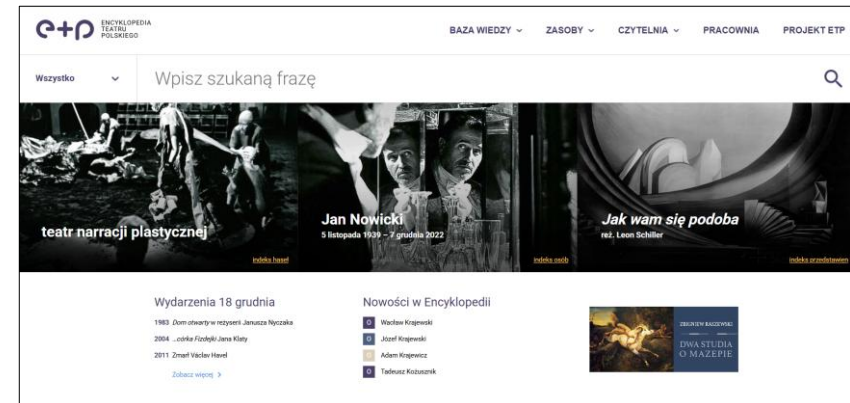 e+p ENCYKLOPEDIA
TEATRU
POLSKIEGO
BAZA WIEDZY ZASOBY CZYTELNIA PRACOWNIA PROJEKT ETP
Wszystko Wpisz szukaną frazę
teatr narracji plastycznej
indeks haseł
Jan Nowicki
5 listopada 1939 – 7 grudnia 2022
indeks osób
Jak wam się podoba
reż. Leon Schiller
indeks przedstawień
Wydarzenia 18 grudnia
1983 Dom otwarty w reżyserii Janusza Nyczaka
2004 ...córka Fizdejki Jana Klaty
2011 Zmarł Václav Havel
Zobacz więcej
Nowości w Encyklopedii
O Wacław Krajewski
O Józef Krajewski
O Adam Krajewicz
O Tadeusz Kożusznik
ZBIGNIEW RASZEWSKI
DWA STUDIA
O MAZEPIE